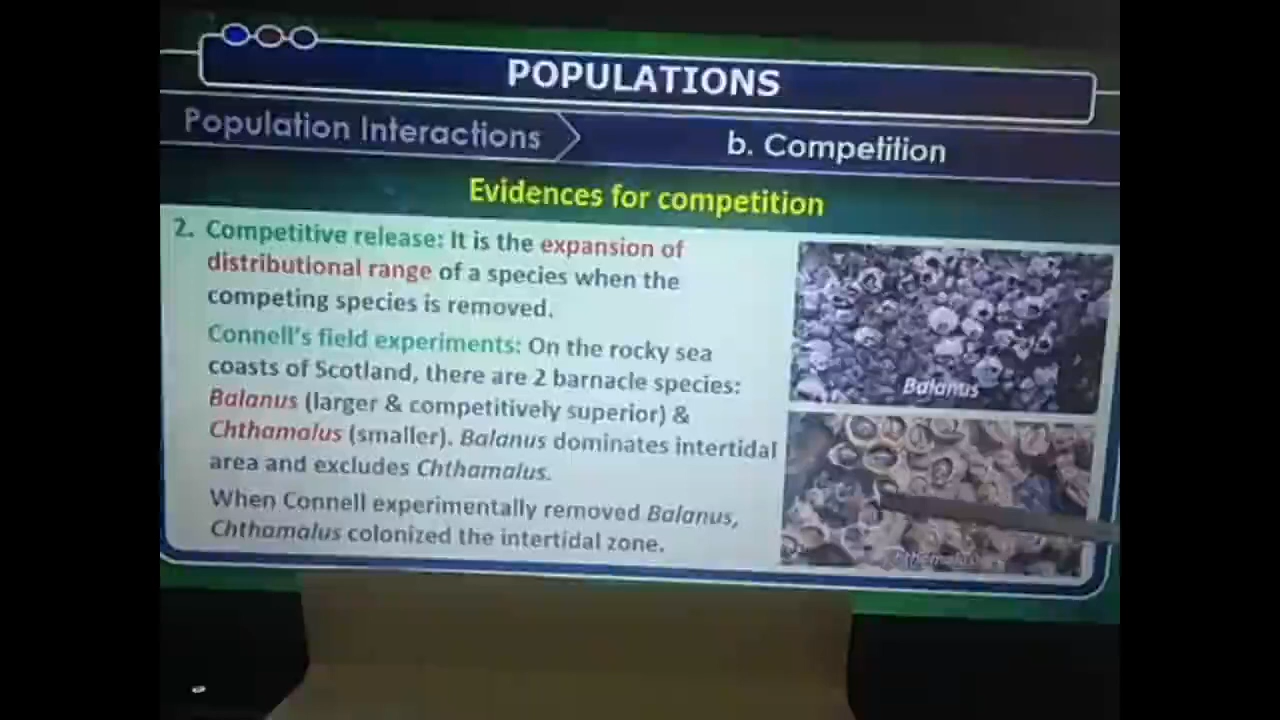 POPULATIONS
Population Interactions
b. Competition
Evidences for competition
2. Competitive release: It is the expansion of
distributional range of a species when the
competing species is removed.
Connell's field experiments: On the rocky sea
coasts of Scotland, there are 2 barnacle species:
Balanus (larger & competitively superior) &
Chthamalus (smaller). Balanus dominates intertidal
area and excludes Chthamalus.
When Connell experimentally removed Balanus,
Chthamalus colonized the intertidal zone.
Balanus
Chthamalus